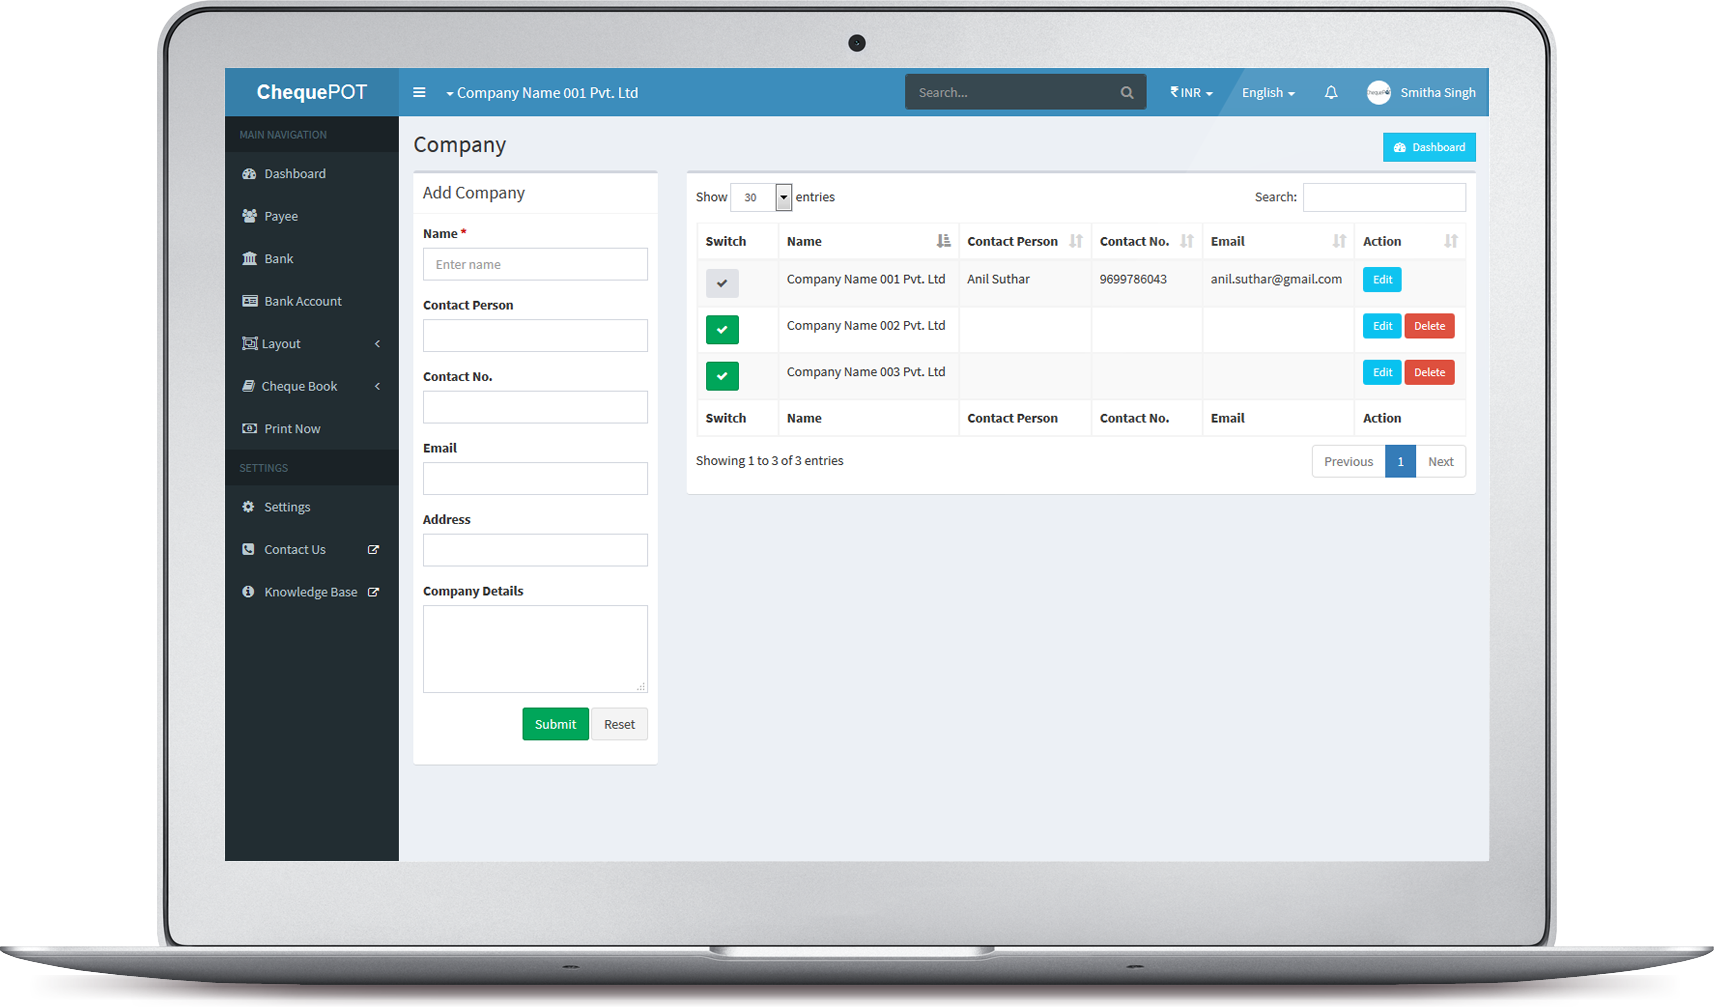 ChequePOT
Company Name 001 Pvt. Ltd
Search...
₹ INR
English
Smitha Singh
MAIN NAVIGATION
Dashboard
Payee
Bank
Bank Account
Layout
Cheque Book
Print Now
SETTINGS
Settings
Contact Us
Knowledge Base
Company
Dashboard
Add Company
Name *
Enter name
Contact Person
Contact No.
Email
Address
Company Details
Submit Reset
Show 30 entries
Search:
Switch Name Contact Person Contact No. Email Action
Company Name 001 Pvt. Ltd Anil Suthar 9699786043 anil.suthar@gmail.com Edit
Company Name 002 Pvt. Ltd Edit Delete
Company Name 003 Pvt. Ltd Edit Delete
Switch Name Contact Person Contact No. Email Action
Showing 1 to 3 of 3 entries
Previous 1 Next